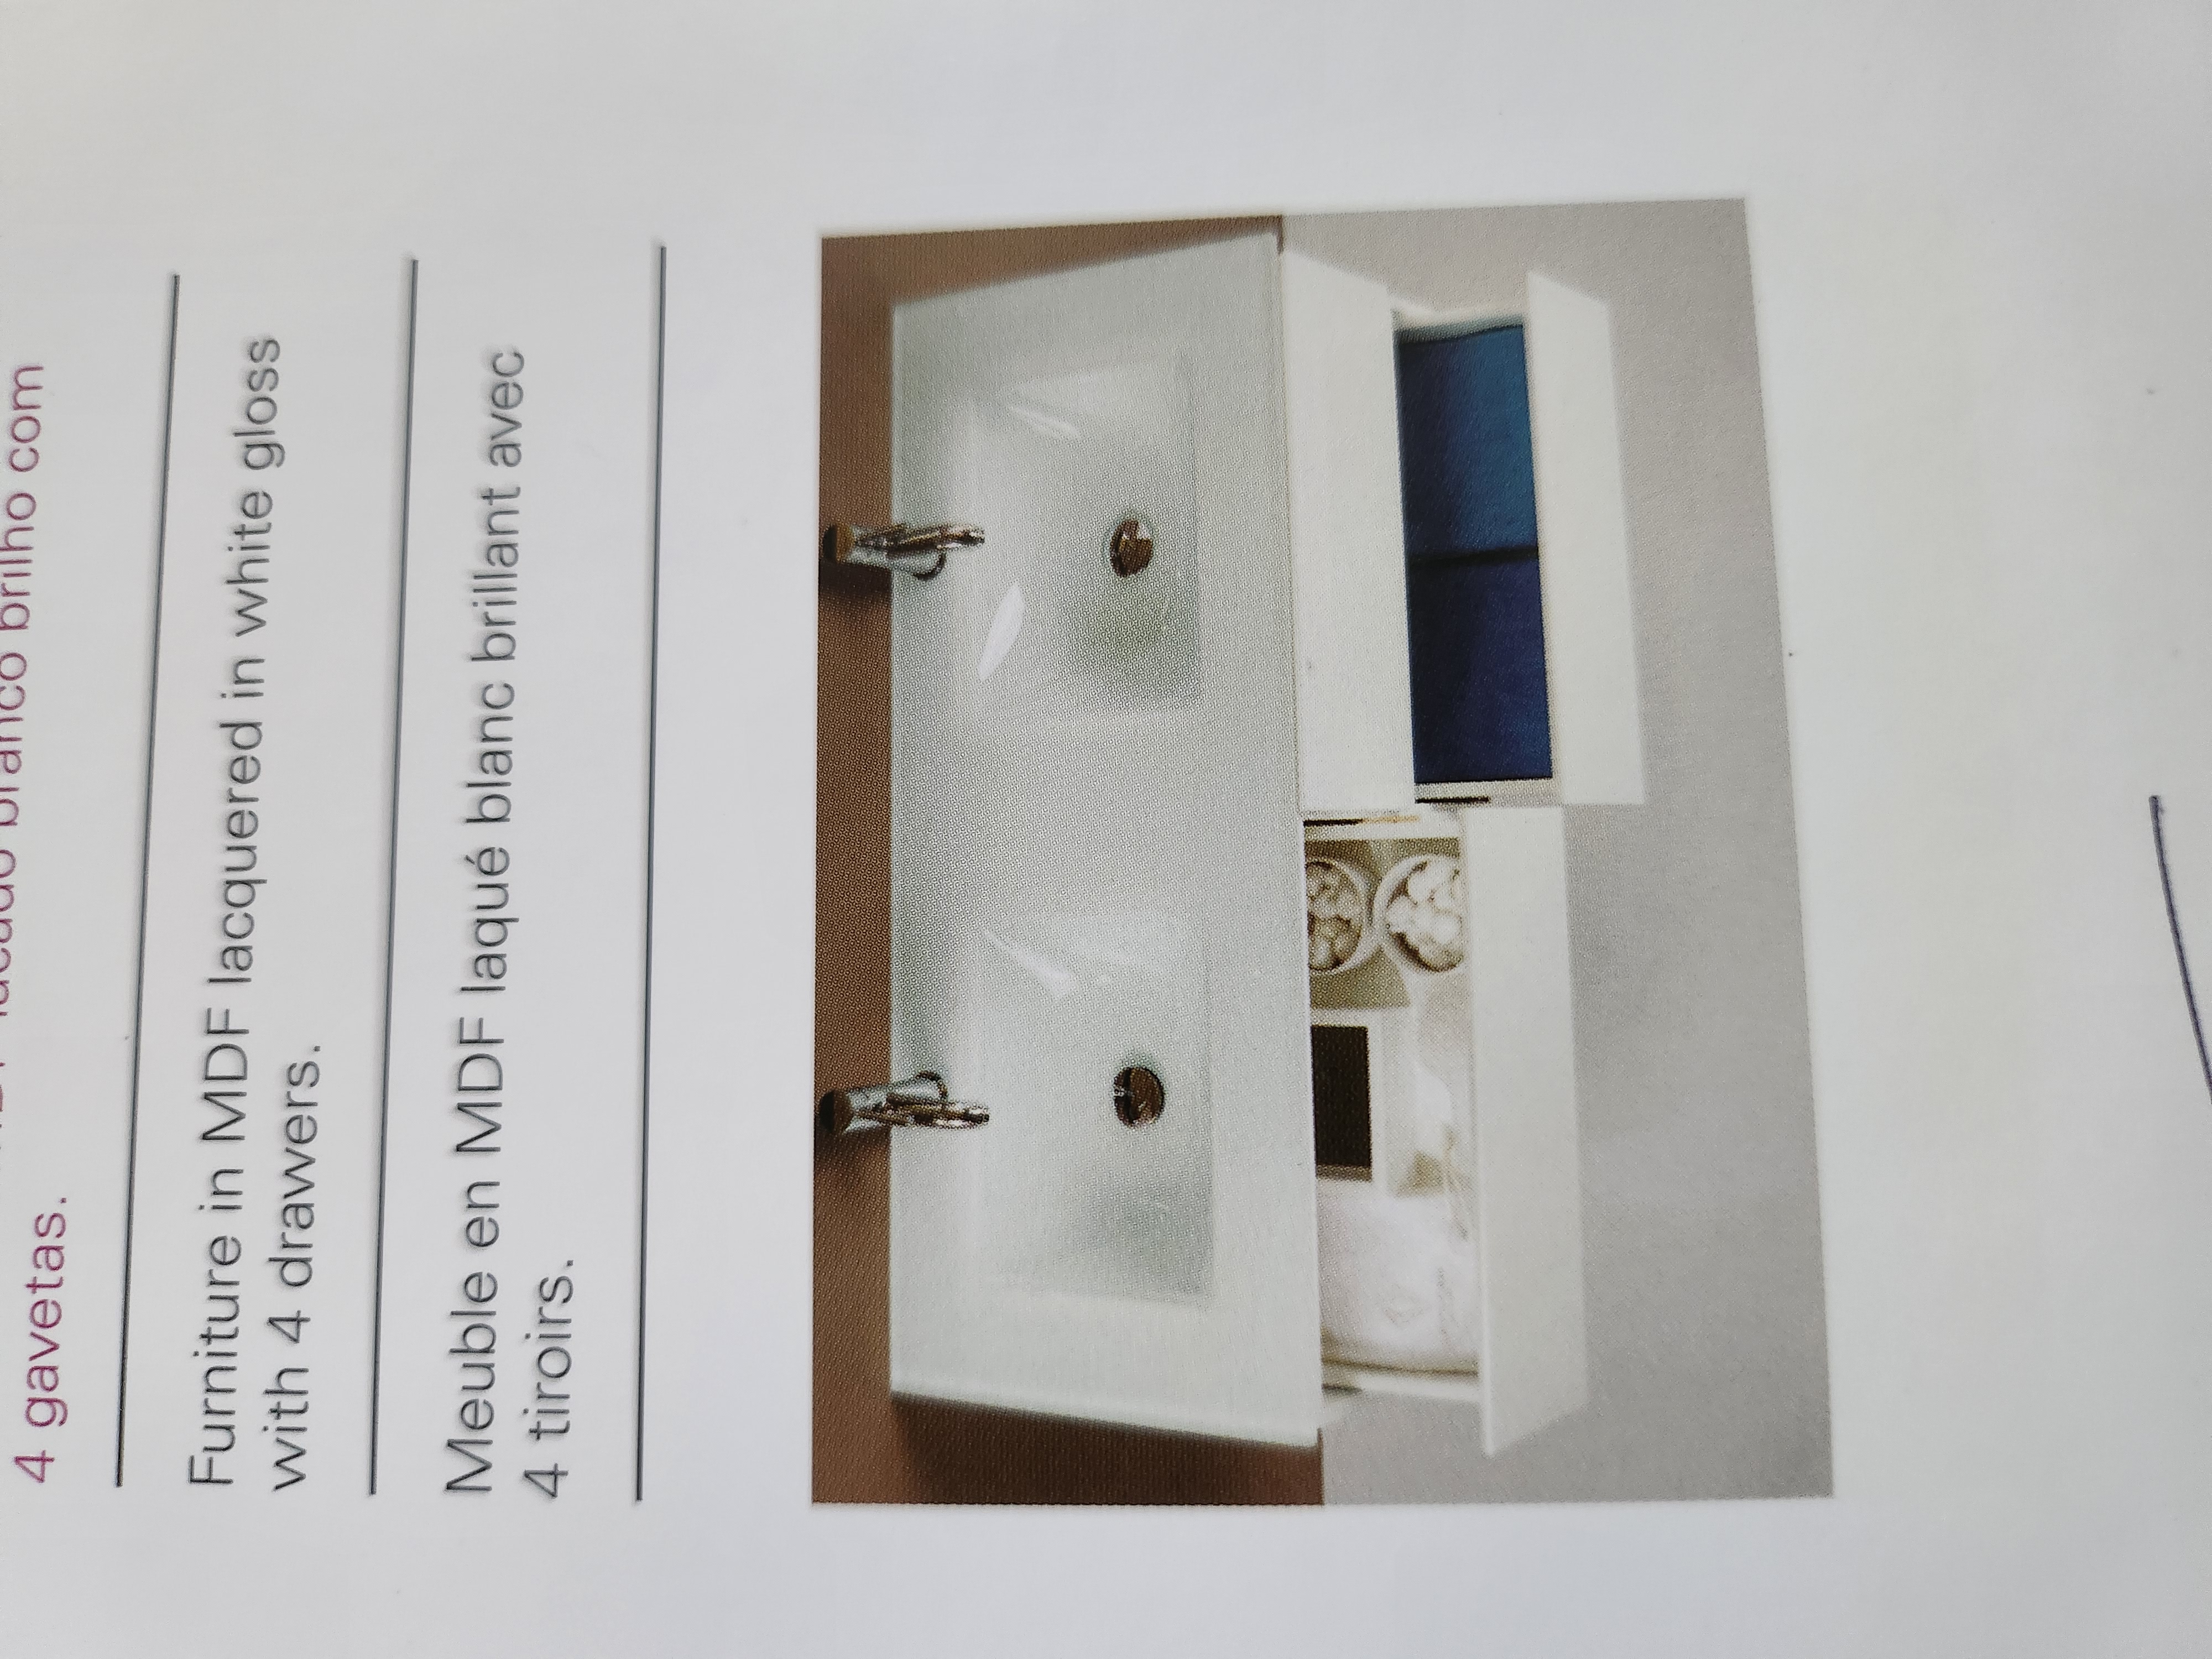 lacado branco brilho com
4 gavetas.
Furniture in MDF lacquered in white gloss
with 4 drawers.
Meuble en MDF laqué blanc brillant avec
4 tiroirs.